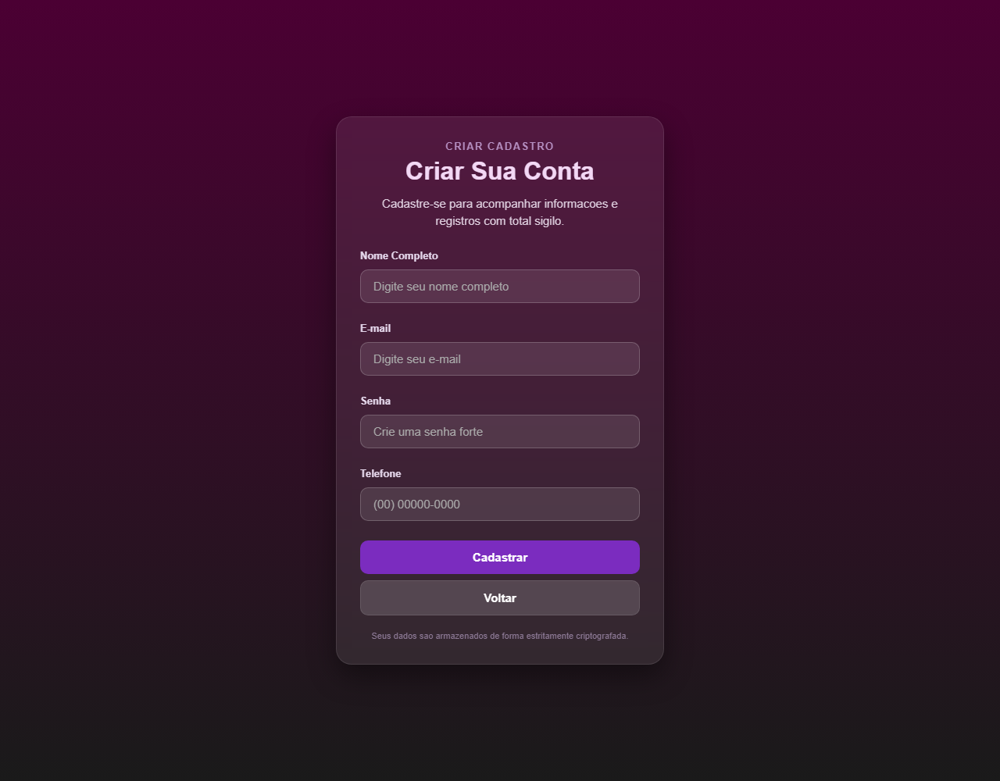 CRIAR CADASTRO
Criar Sua Conta
Cadastre-se para acompanhar informacoes e
registros com total sigilo.
Nome Completo
Digite seu nome completo
E-mail
Digite seu e-mail
Senha
Crie uma senha forte
Telefone
(00) 00000-0000
Cadastrar
Voltar
Seus dados sao armazenados de forma estritamente criptografada.